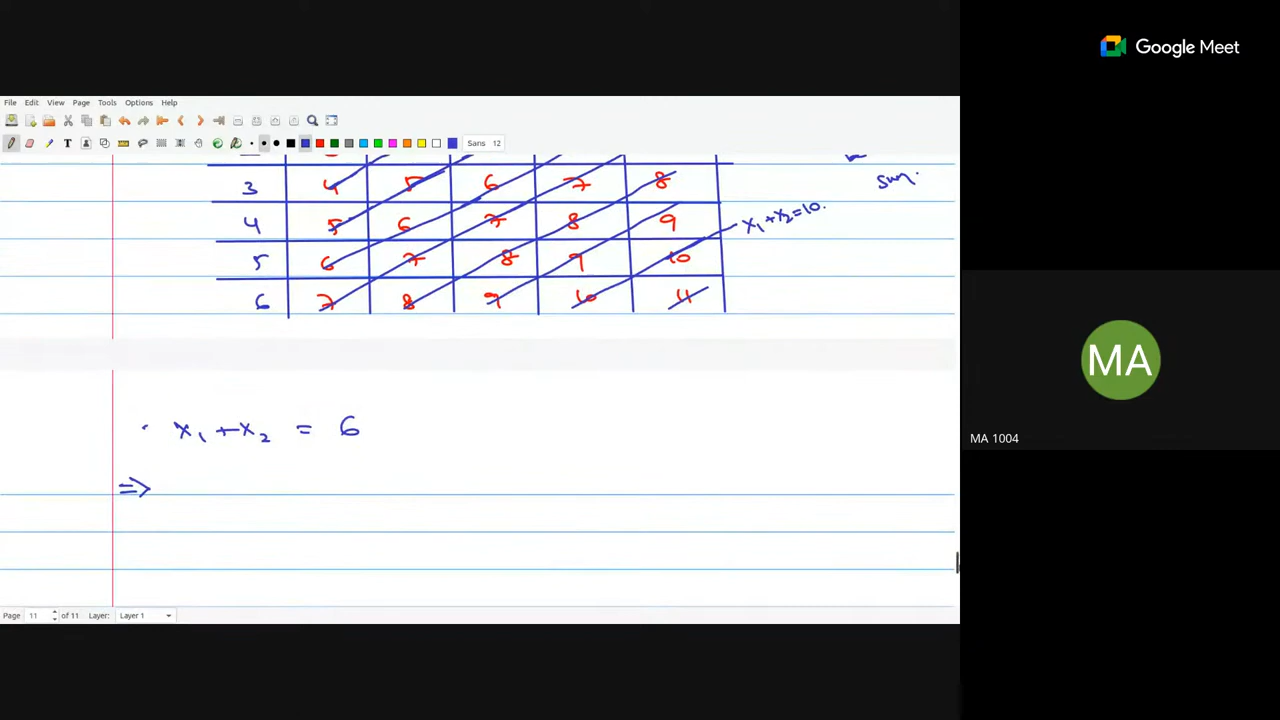 Google Meet
File Edit View Page Tools Options Help
Sans 12
3 4 5 6 7 8
sum.
4 5 6 7 8 9
x₁+x₂=10.
5 6 7 8 9 10
6 7 8 9 10 11
MA
· x₁ + x₂ = 6
MA 1004
⇒
Page 11 of 11 Layer: Layer 1